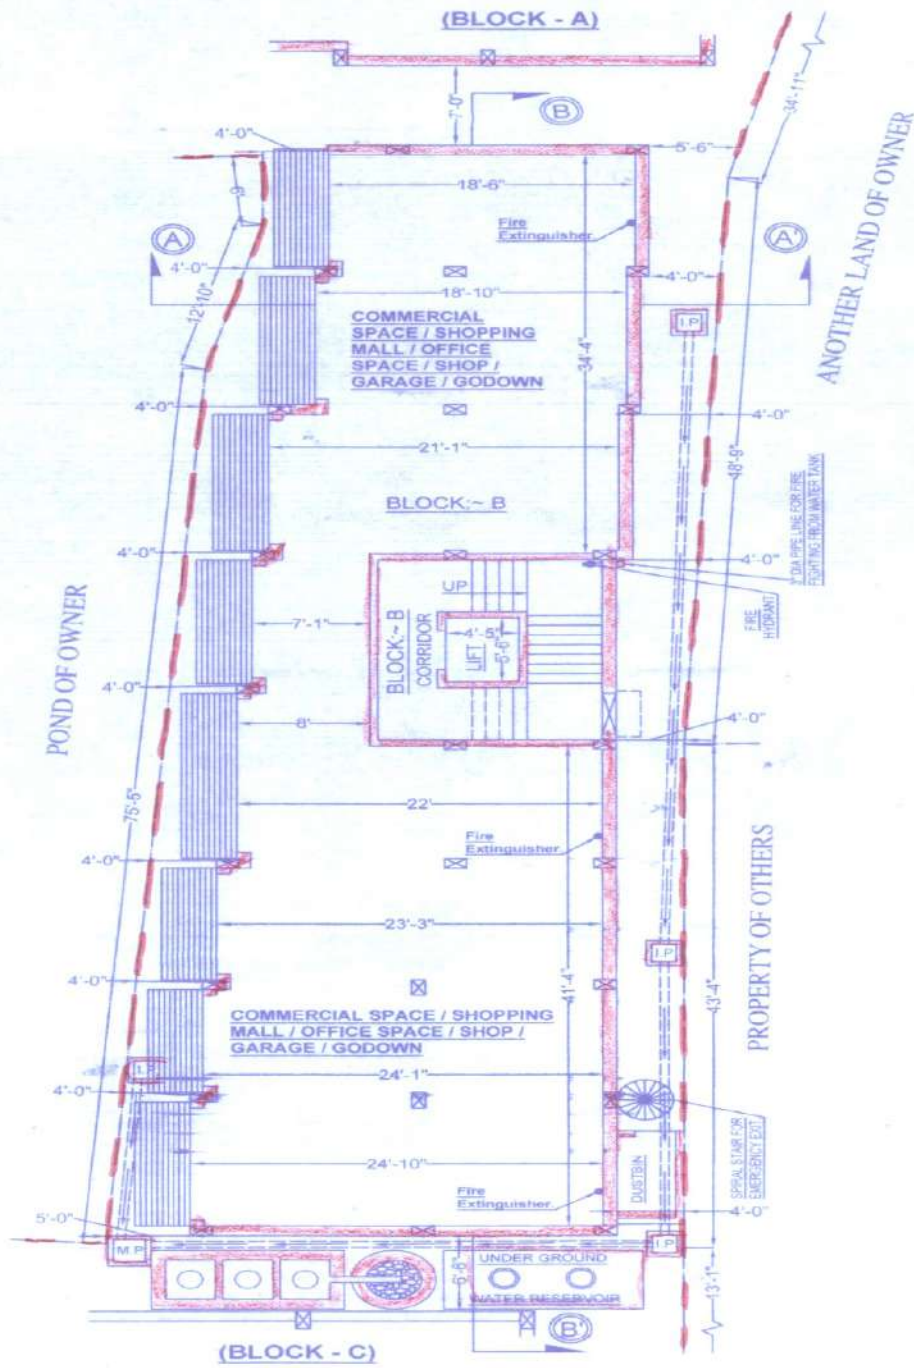 (BLOCK - A)
7'-0"
B
34'-11"
4'-0"
5'-6"
18'-6"
Fire
Extinguisher
A
A'
4'-0"
4'-0"
12'-10"
18'-10"
I.P
COMMERCIAL
SPACE / SHOPPING
MALL / OFFICE
SPACE / SHOP /
GARAGE / GODOWN
34'-4"
ANOTHER LAND OF OWNER
4'-0"
4'-0"
21'-1"
48'-9"
BLOCK:~ B
4'-0"
4'-0"
FIGHTING FROM WATER TANK
FIRE
HYDRANT
UP
7'-1"
4'-5"
LIFT
BLOCK:~ B
CORRIDOR
POND OF OWNER
4'-0"
8'
4'-0"
75'-5"
22'
Fire
Extinguisher
4'-0"
PROPERTY OF OTHERS
23'-3"
I.P
4'-0"
41'-4"
43'-4"
COMMERCIAL SPACE / SHOPPING
MALL / OFFICE SPACE / SHOP /
GARAGE / GODOWN
I.P
24'-1"
4'-0"
SPIRAL STAIR FOR
EMERGENCY EXIT
24'-10"
DUSTBIN
Fire
Extinguisher
4'-0"
5'-0"
M.P
I.P
UNDER GROUND
WATER RESERVOIR
13'-1"
B'
(BLOCK - C)